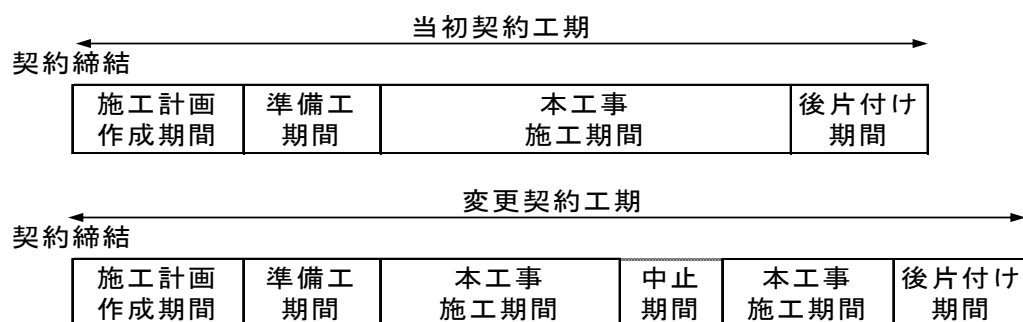 当初契約工期
契約締結
施工計画 準備工 本工事 後片付け
作成期間 期間 施工期間 期間
変更契約工期
契約締結
施工計画 準備工 本工事 中止 本工事 後片付け
作成期間 期間 施工期間 期間 施工期間 期間